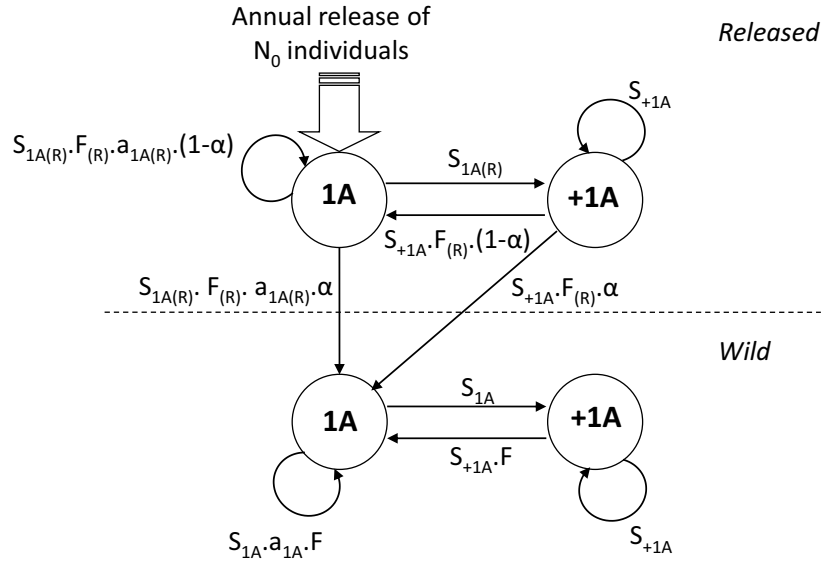 Annual release of
N₀ individuals
Released
S₊₁A
S₁A(R).F(R).a₁A(R).(1-α)
S₁A(R)
1A
+1A
S₊₁A.F(R).(1-α)
S₁A(R). F(R). a₁A(R).α
S₊₁A.F(R).α
Wild
S₁A
1A
+1A
S₊₁A.F
S₁A.a₁A.F
S₊₁A